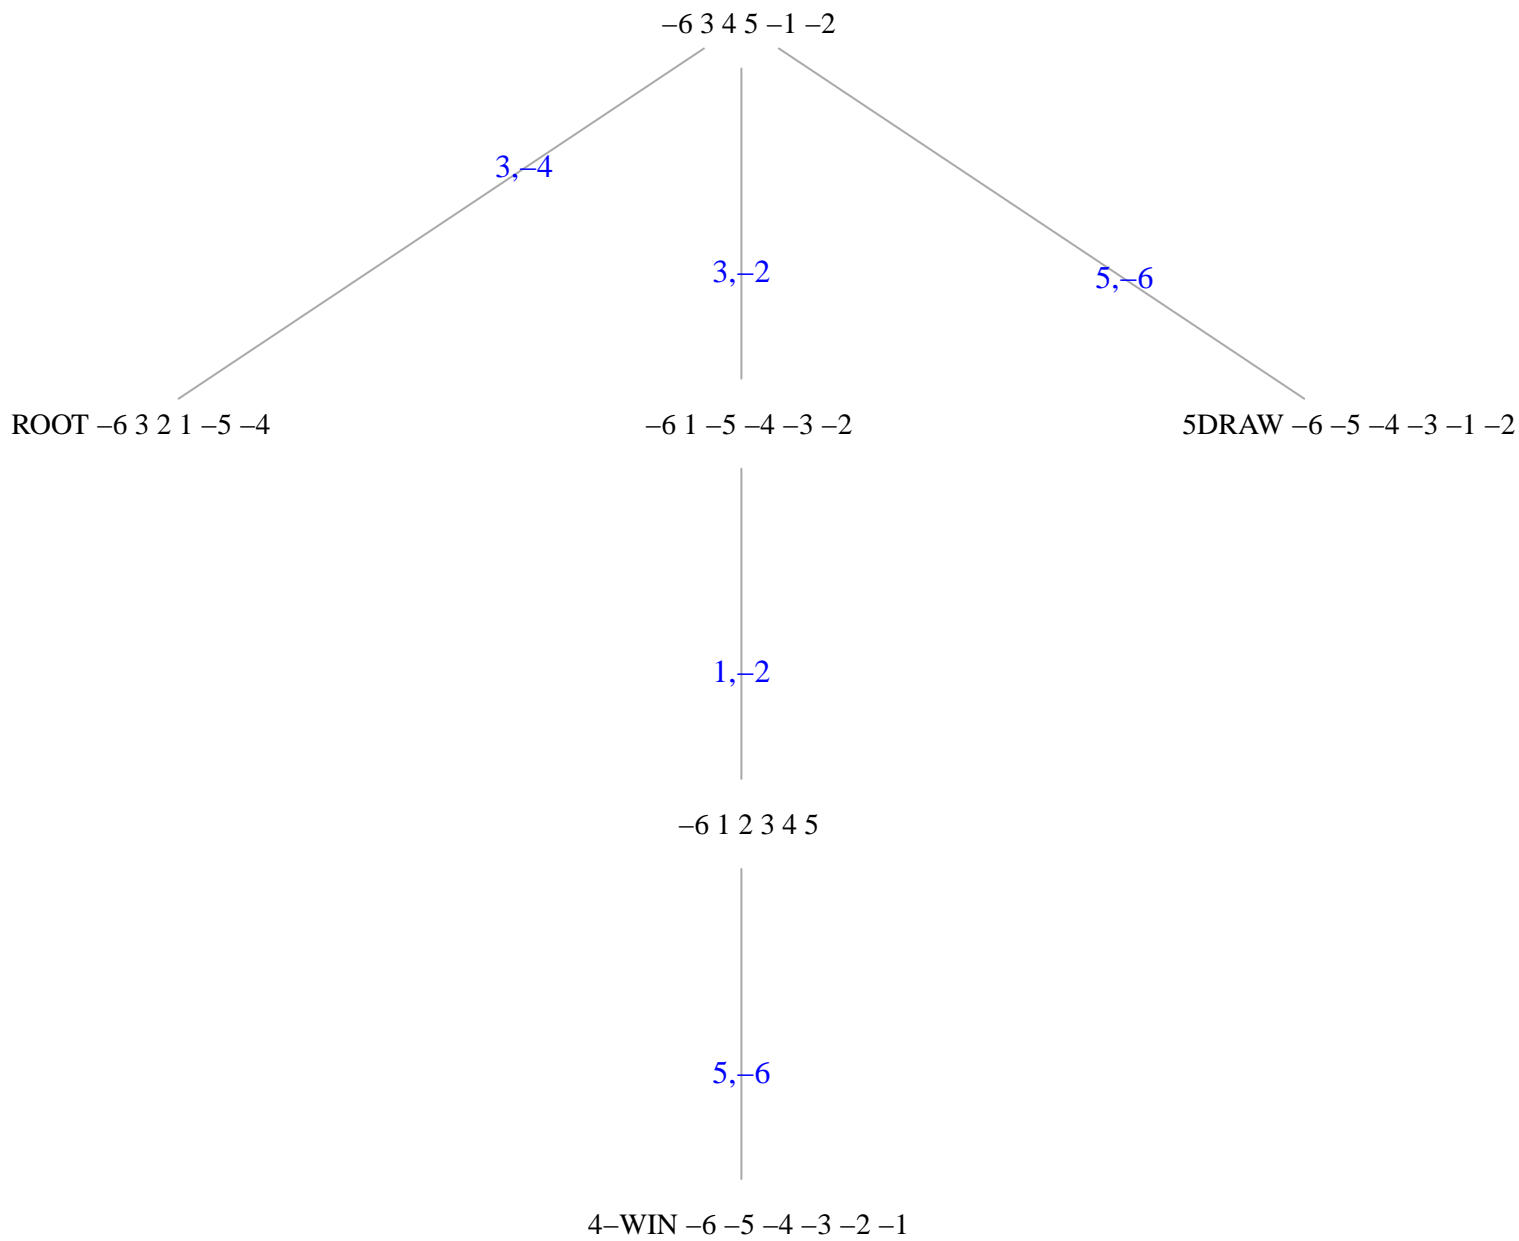 –6 3 4 5 –1 –2
3,–4
3,–2
5,–6
ROOT –6 3 2 1 –5 –4
–6 1 –5 –4 –3 –2
5DRAW –6 –5 –4 –3 –1 –2
1,–2
–6 1 2 3 4 5
5,–6
4–WIN –6 –5 –4 –3 –2 –1